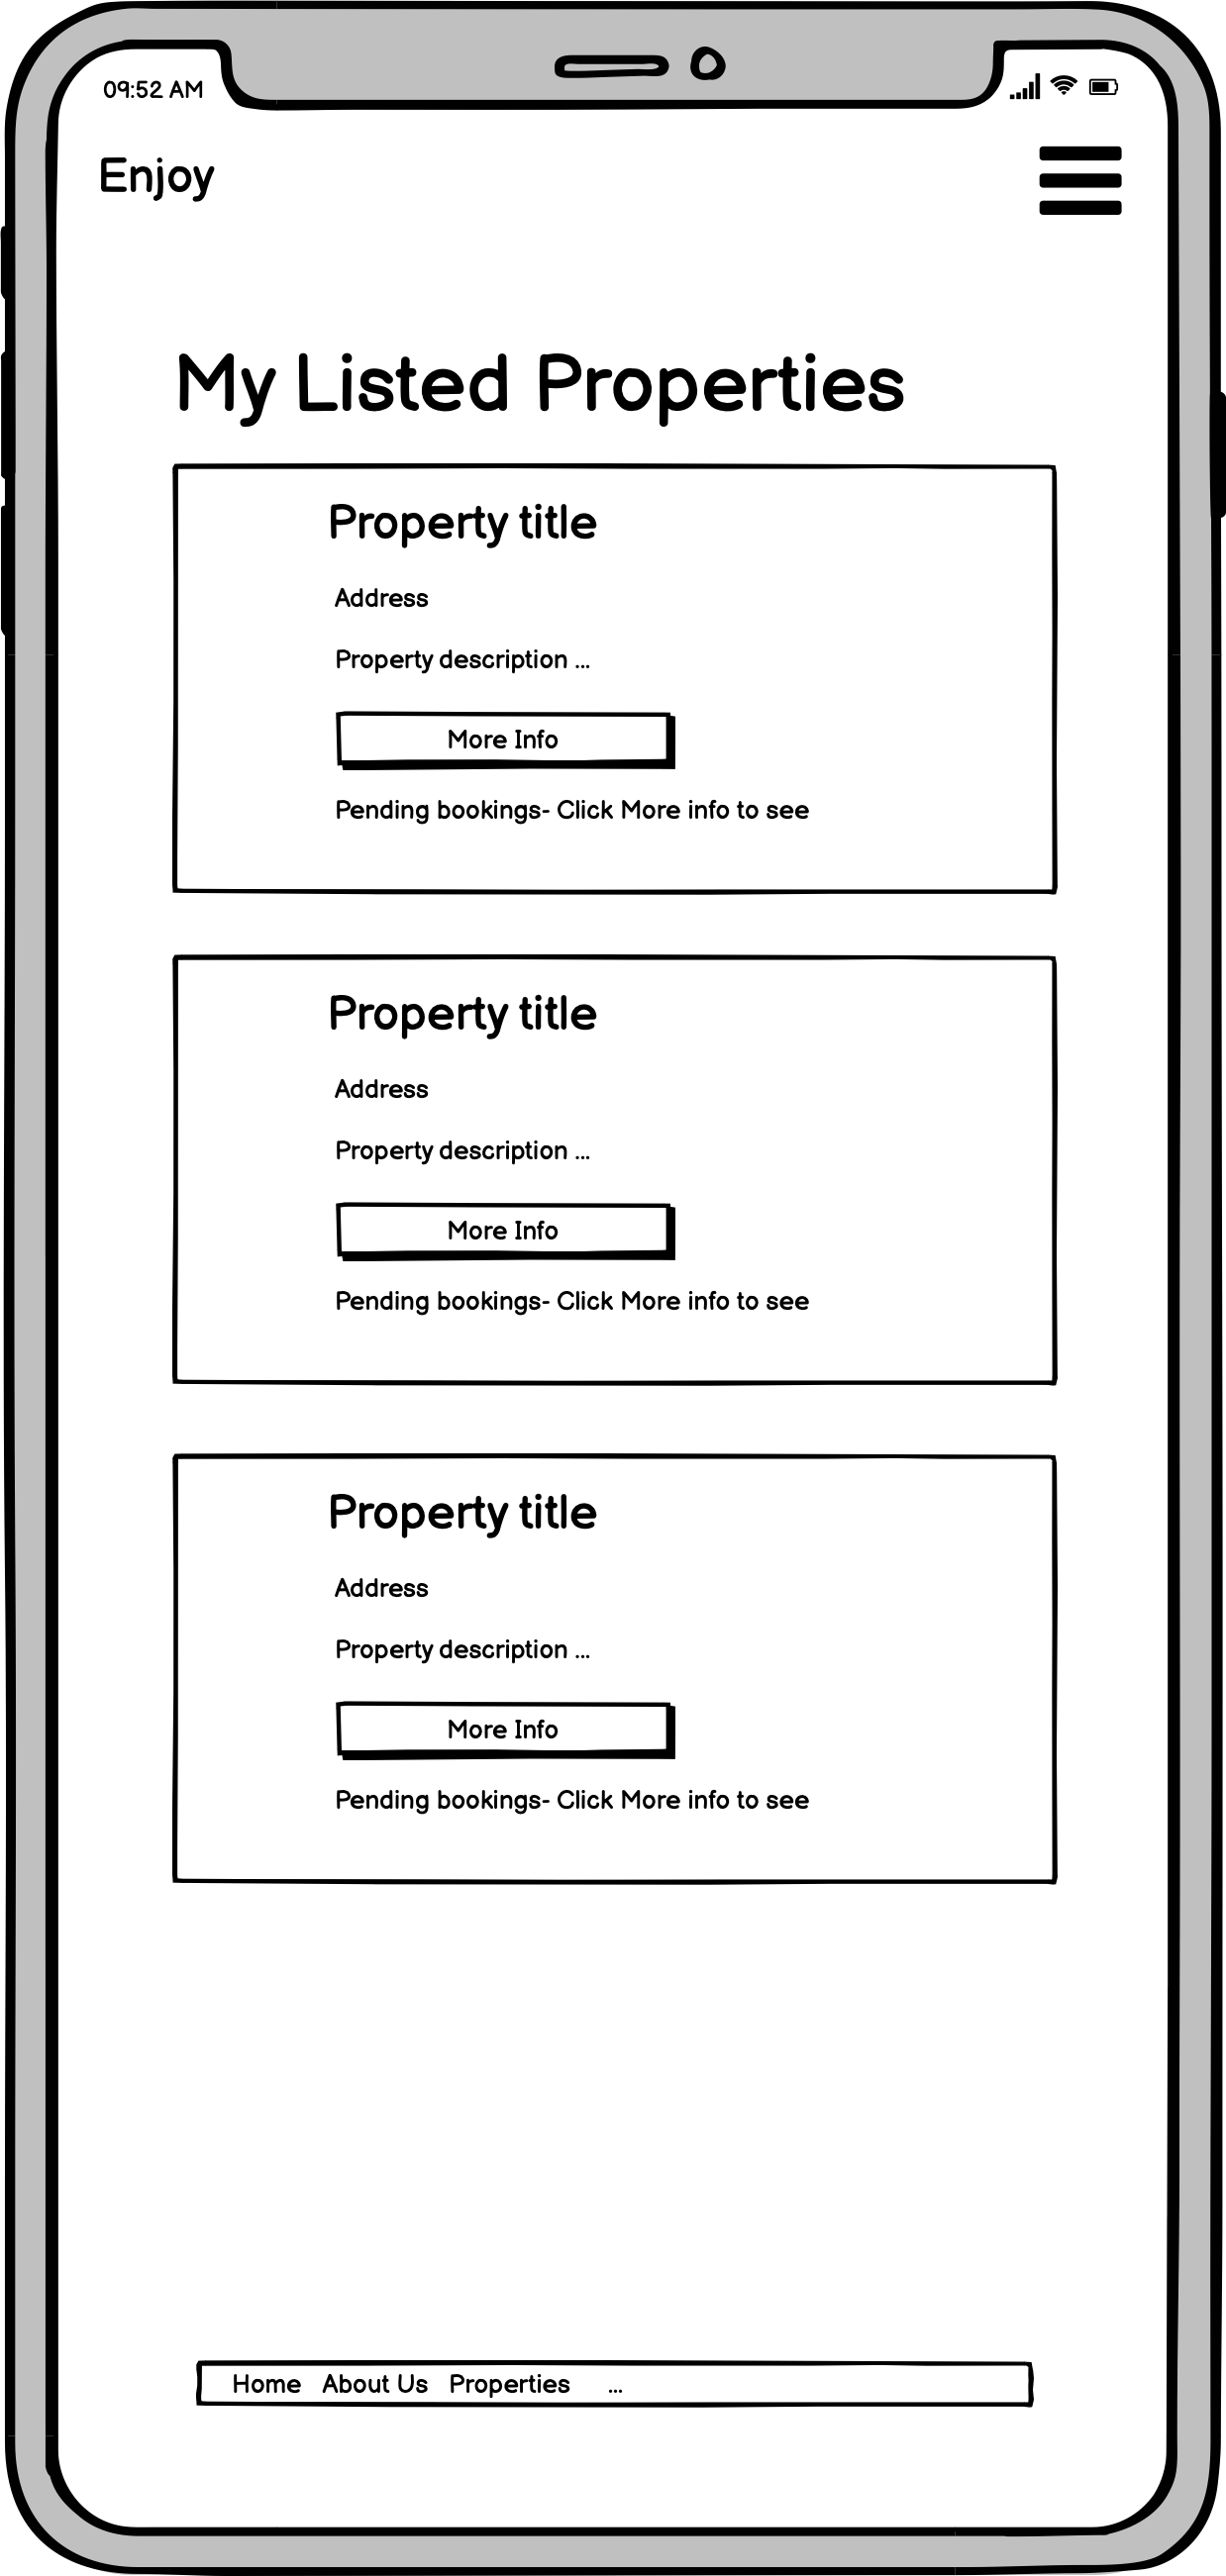 09:52 AM
Enjoy
My Listed Properties
Property title
Address
Property description ...
More Info
Pending bookings- Click More info to see
Property title
Address
Property description ...
More Info
Pending bookings- Click More info to see
Property title
Address
Property description ...
More Info
Pending bookings- Click More info to see
Home About Us Properties ...